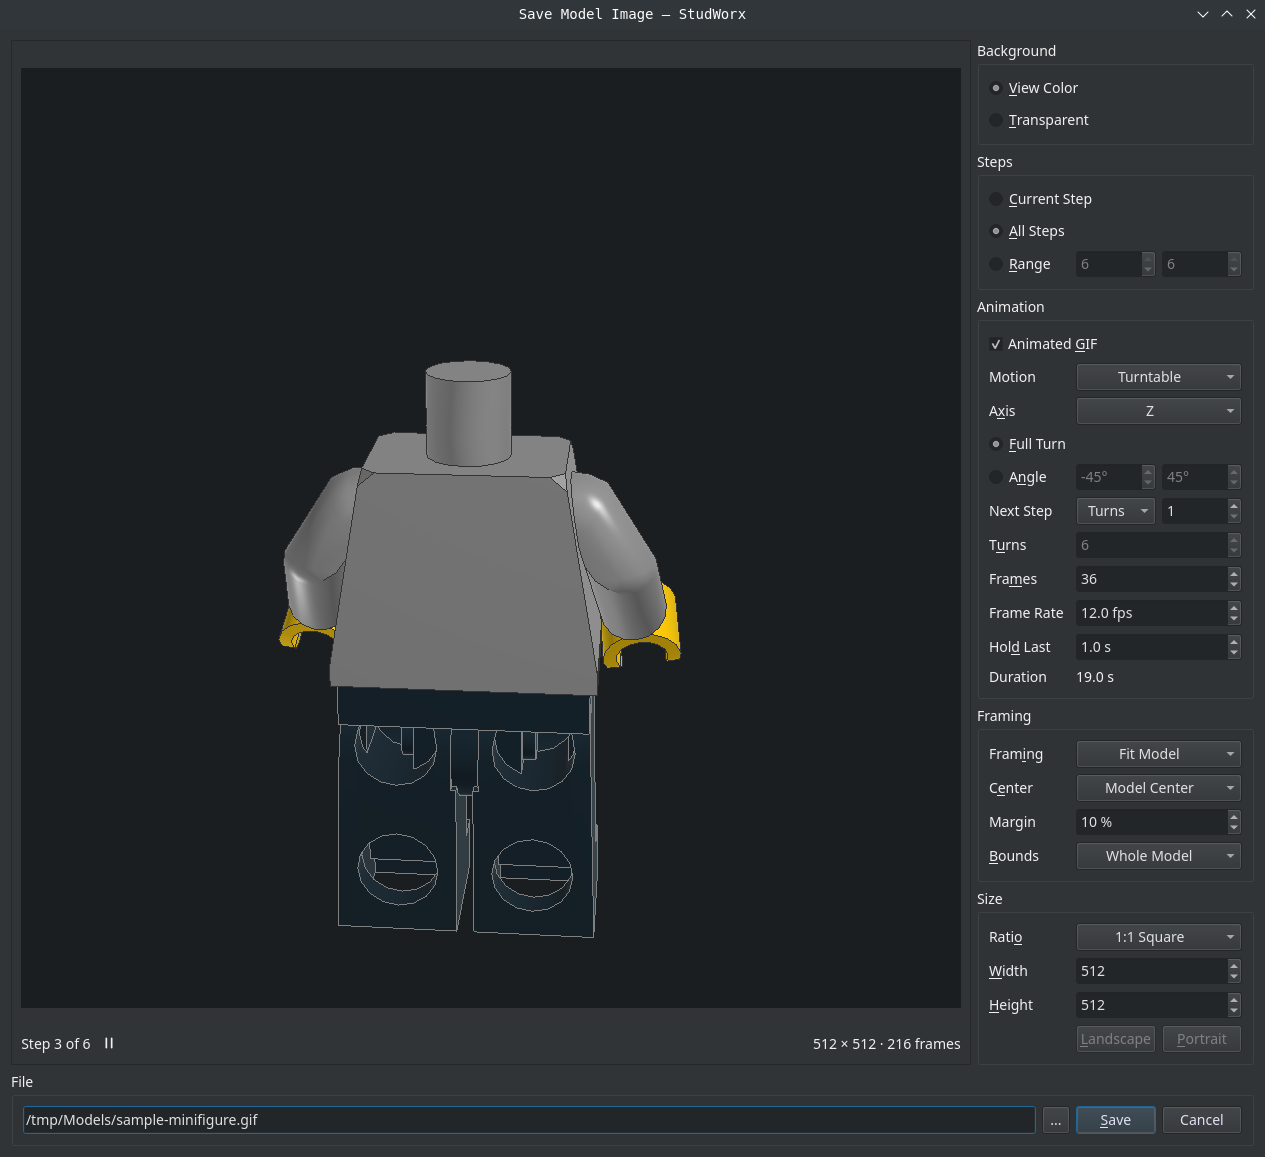 Save Model Image — StudWorx
Background
View Color
Transparent
Steps
Current Step
All Steps
Range 6 6
Animation
Animated GIF
Motion Turntable
Axis Z
Full Turn
Angle -45° 45°
Next Step Turns 1
Turns 6
Frames 36
Frame Rate 12.0 fps
Hold Last 1.0 s
Duration 19.0 s
Framing
Framing Fit Model
Center Model Center
Margin 10 %
Bounds Whole Model
Size
Ratio 1:1 Square
Width 512
Height 512
Landscape Portrait
Step 3 of 6
512 × 512 · 216 frames
File
/tmp/Models/sample-minifigure.gif ... Save Cancel